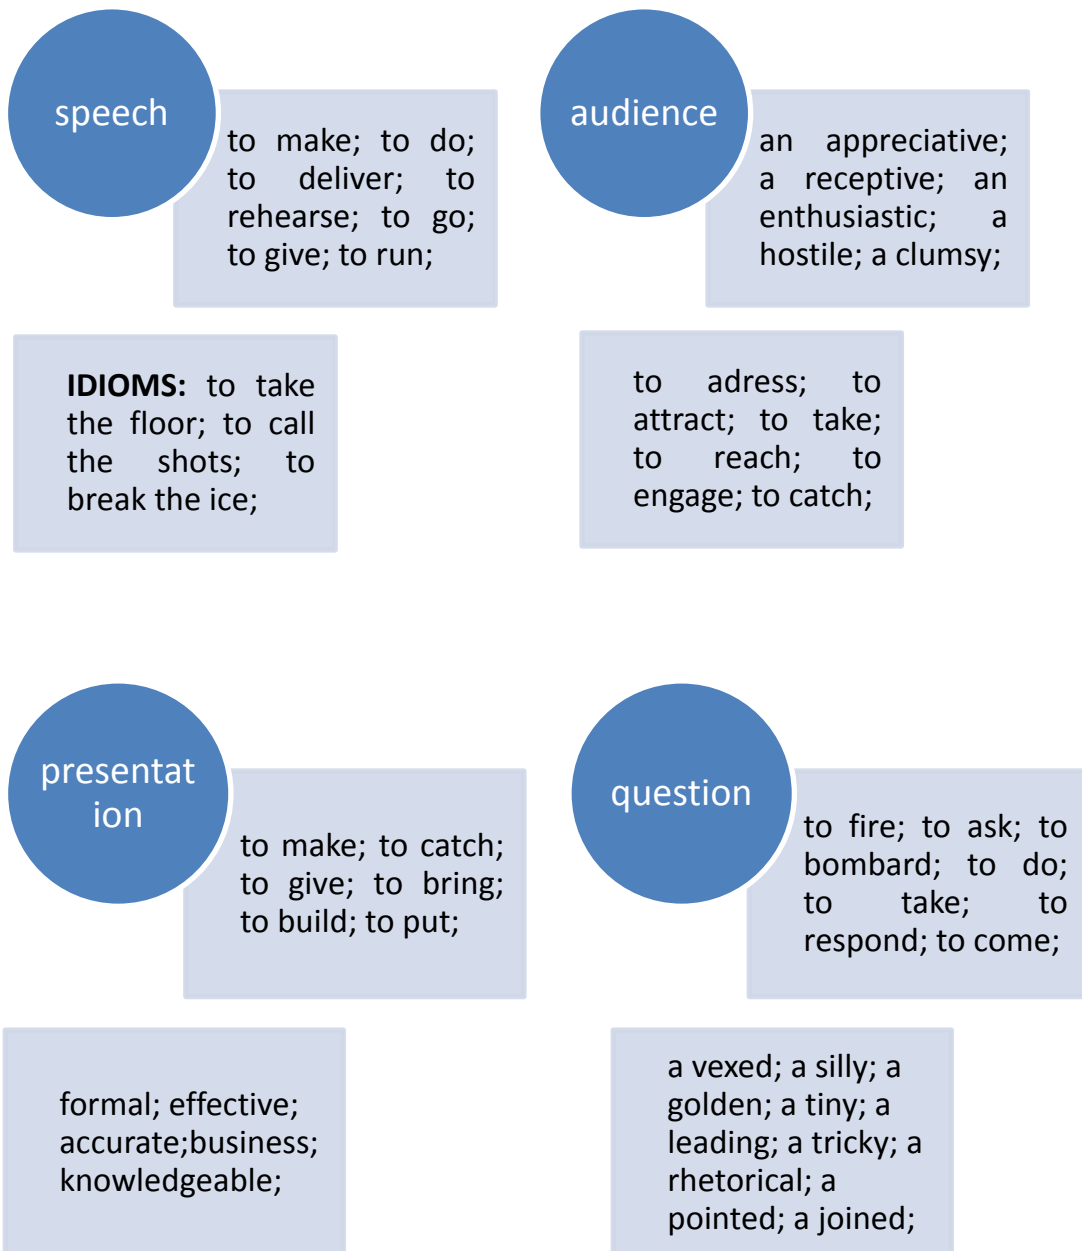 speech
to make; to do;
to deliver; to
rehearse; to go;
to give; to run;
IDIOMS: to take
the floor; to call
the shots; to
break the ice;
audience
an appreciative;
a receptive; an
enthusiastic; a
hostile; a clumsy;
to adress; to
attract; to take;
to reach; to
engage; to catch;
presentat
ion
to make; to catch;
to give; to bring;
to build; to put;
formal; effective;
accurate;business;
knowledgeable;
question
to fire; to ask; to
bombard; to do;
to take; to
respond; to come;
a vexed; a silly; a
golden; a tiny; a
leading; a tricky; a
rhetorical; a
pointed; a joined;